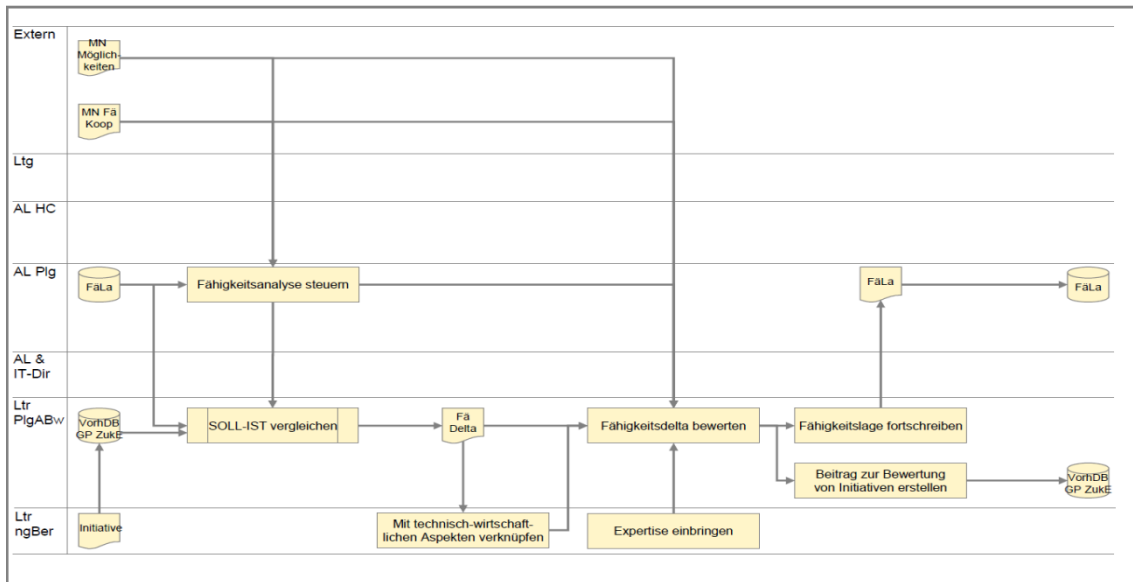 Extern
MN
Möglich-
keiten
MN Fä
Koop
Ltg
AL HC
AL Plg
FäLa
Fähigkeitsanalyse steuern
FäLa
FäLa
AL &
IT-Dir
Ltr
PlgABw
VorhDB
GP ZukE
SOLL-IST vergleichen
Fä
Delta
Fähigkeitsdelta bewerten
Fähigkeitslage fortschreiben
Beitrag zur Bewertung
von Initiativen erstellen
VorhDB
GP ZukE
Ltr
ngBer
Initiative
Mit technisch-wirtschaft-
lichen Aspekten verknüpfen
Expertise einbringen